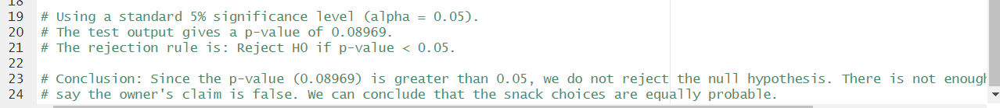 19 # Using a standard 5% significance level (alpha = 0.05).
20 # The test output gives a p-value of 0.08969.
21 # The rejection rule is: Reject H0 if p-value < 0.05.
22
23 # Conclusion: Since the p-value (0.08969) is greater than 0.05, we do not reject the null hypothesis. There is not enough
24 # say the owner's claim is false. We can conclude that the snack choices are equally probable.